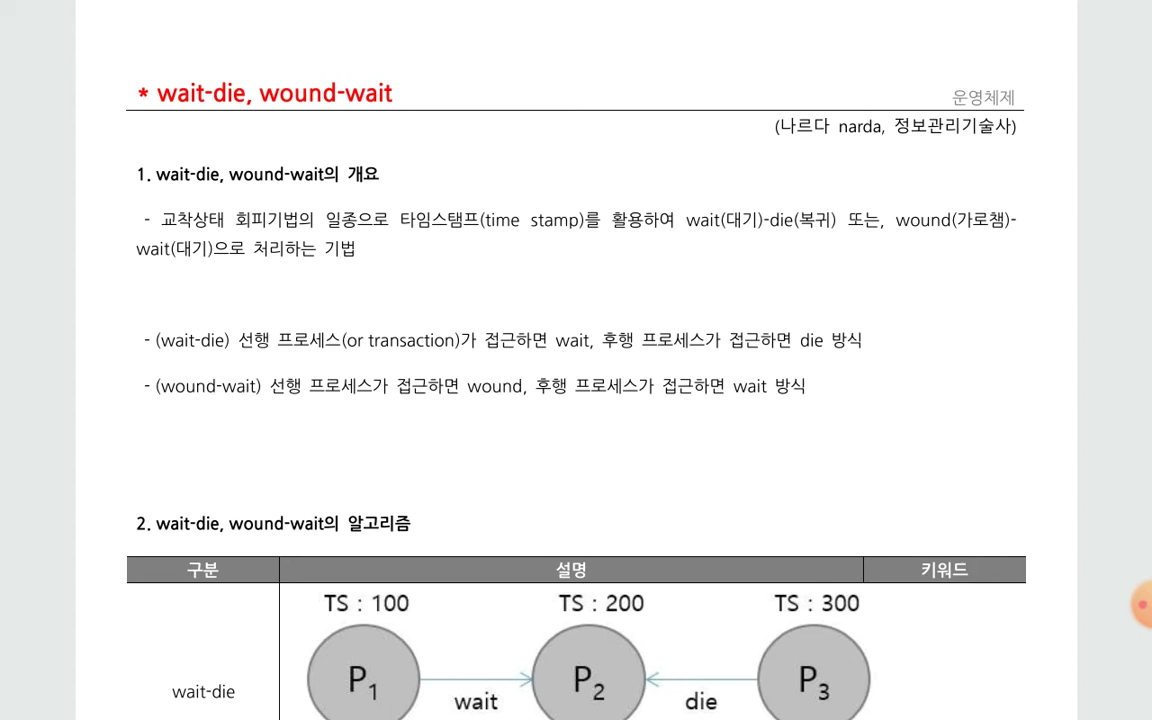 * wait-die, wound-wait
운영체제
(나르다 narda, 정보관리기술사)
1. wait-die, wound-wait의 개요
- 교착상태 회피기법의 일종으로 타임스탬프(time stamp)를 활용하여 wait(대기)-die(복귀) 또는, wound(가로챔)-
wait(대기)으로 처리하는 기법
- (wait-die) 선행 프로세스(or transaction)가 접근하면 wait, 후행 프로세스가 접근하면 die 방식
- (wound-wait) 선행 프로세스가 접근하면 wound, 후행 프로세스가 접근하면 wait 방식
2. wait-die, wound-wait의 알고리즘
구분 설명 키워드
TS : 100 TS : 200 TS : 300
P1 P2 P3
wait-die
wait die